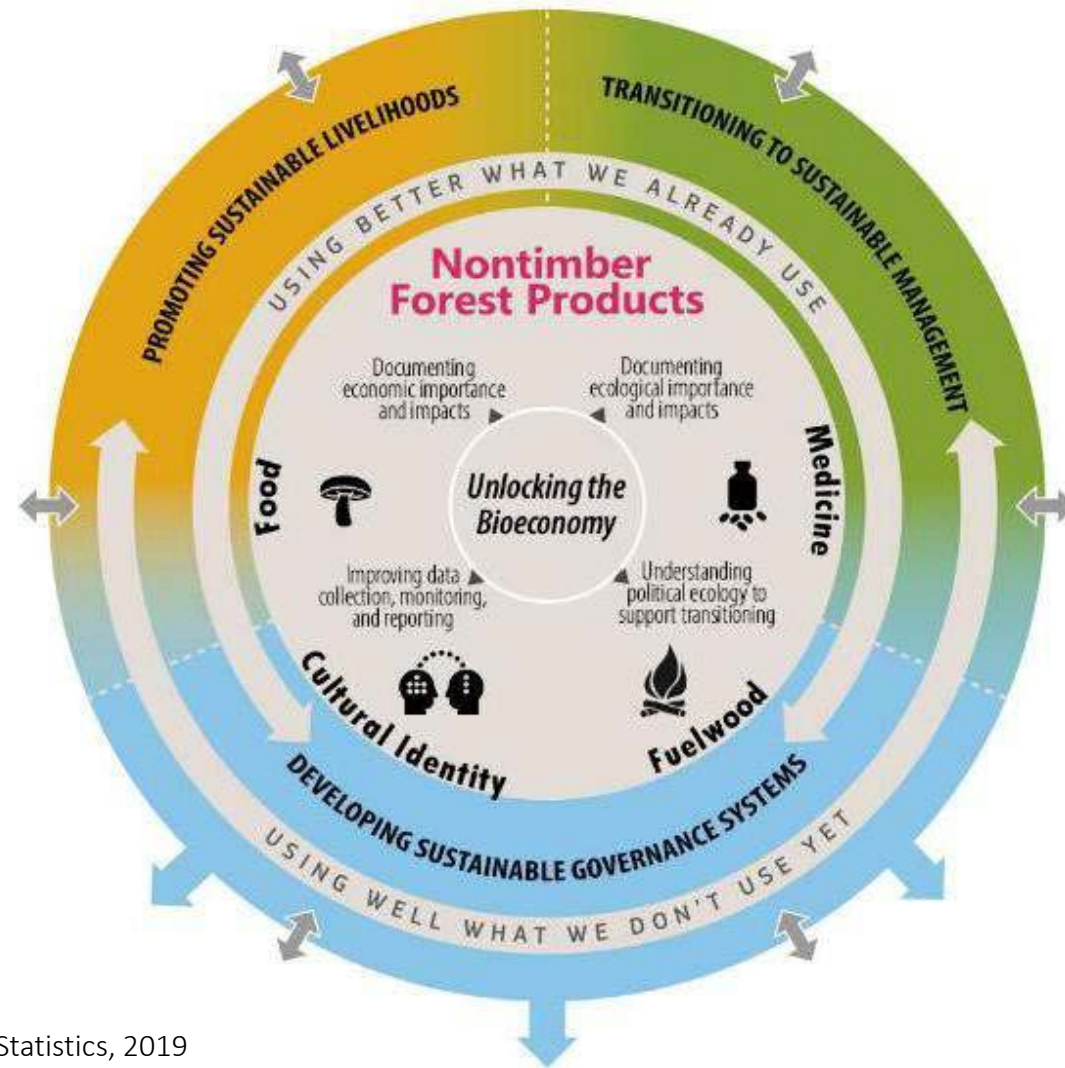 PROMOTING SUSTAINABLE LIVELIHOODS
TRANSITIONING TO SUSTAINABLE MANAGEMENT
USING BETTER WHAT WE ALREADY USE
Nontimber
Forest Products
Documenting
economic importance
and impacts
Documenting
ecological importance
and impacts
Food
Unlocking the
Bioeconomy
Medicine
Improving data
collection, monitoring,
and reporting
Understanding
political ecology to
support transitioning
Cultural Identity
Fuelwood
DEVELOPING SUSTAINABLE GOVERNANCE SYSTEMS
USING WELL WHAT WE DON'T USE YET
Statistics, 2019